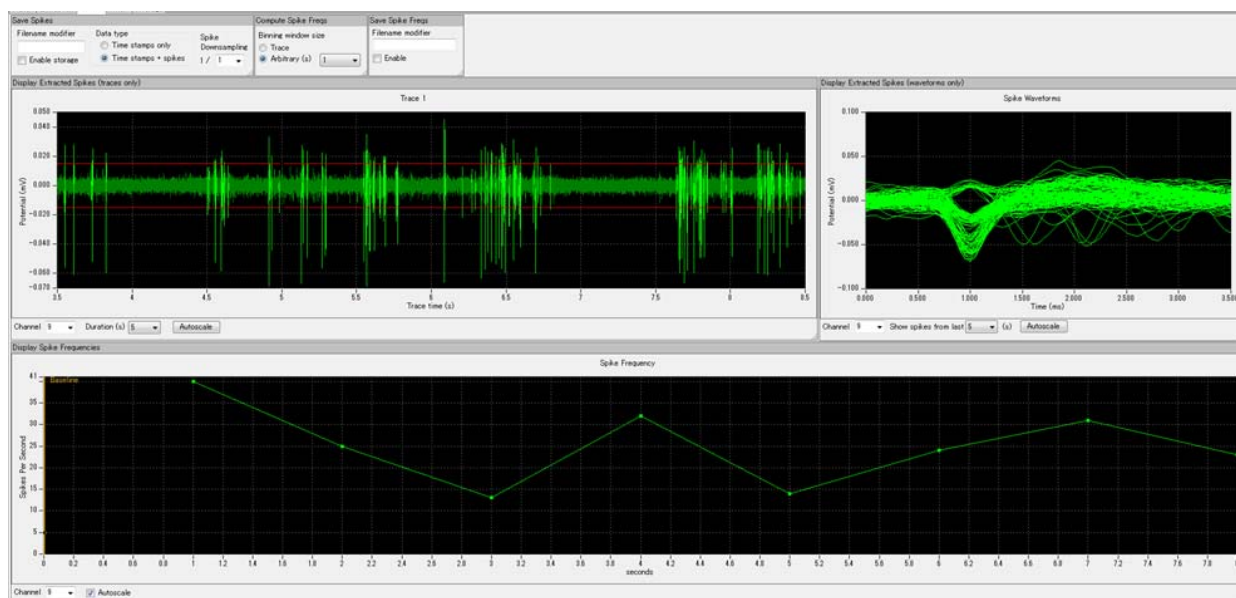 Save Spikes
Compute Spike Freqs
Save Spike Freqs
Filename modifier
Data type
Time stamps only
Time stamps + spikes
Spike
Downsampling
1 / 1
Enable storage
Binning window size
Trace
Arbitrary (s) 1
Filename modifier
Enable
Display Extracted Spikes (traces only)
Trace 1
0.050
0.040
0.020
0.000
-0.020
-0.040
-0.060
-0.070
Potential (mV)
3.5 4 4.5 5 5.5 6 6.5 7 7.5 8 8.5
Trace time (s)
Channel 9 Duration (s) 5 Autoscale
Display Extracted Spikes (waveforms only)
Spike Waveforms
0.100
0.050
0.000
-0.050
-0.100
Potential (mV)
0.000 0.500 1.000 1.500 2.000 2.500 3.000 3.500
Time (ms)
Channel 9 Show spikes from last 5 (s) Autoscale
Display Spike Frequencies
Spike Frequency
Baseline
41
35
30
25
20
15
10
5
0
Spikes Per Second
0 0.2 0.4 0.6 0.8 1 1.2 1.4 1.6 1.8 2 2.2 2.4 2.6 2.8 3 3.2 3.4 3.6 3.8 4 4.2 4.4 4.6 4.8 5 5.2 5.4 5.6 5.8 6 6.2 6.4 6.6 6.8 7 7.2 7.4 7.6 7.8
seconds
Channel 9 Autoscale